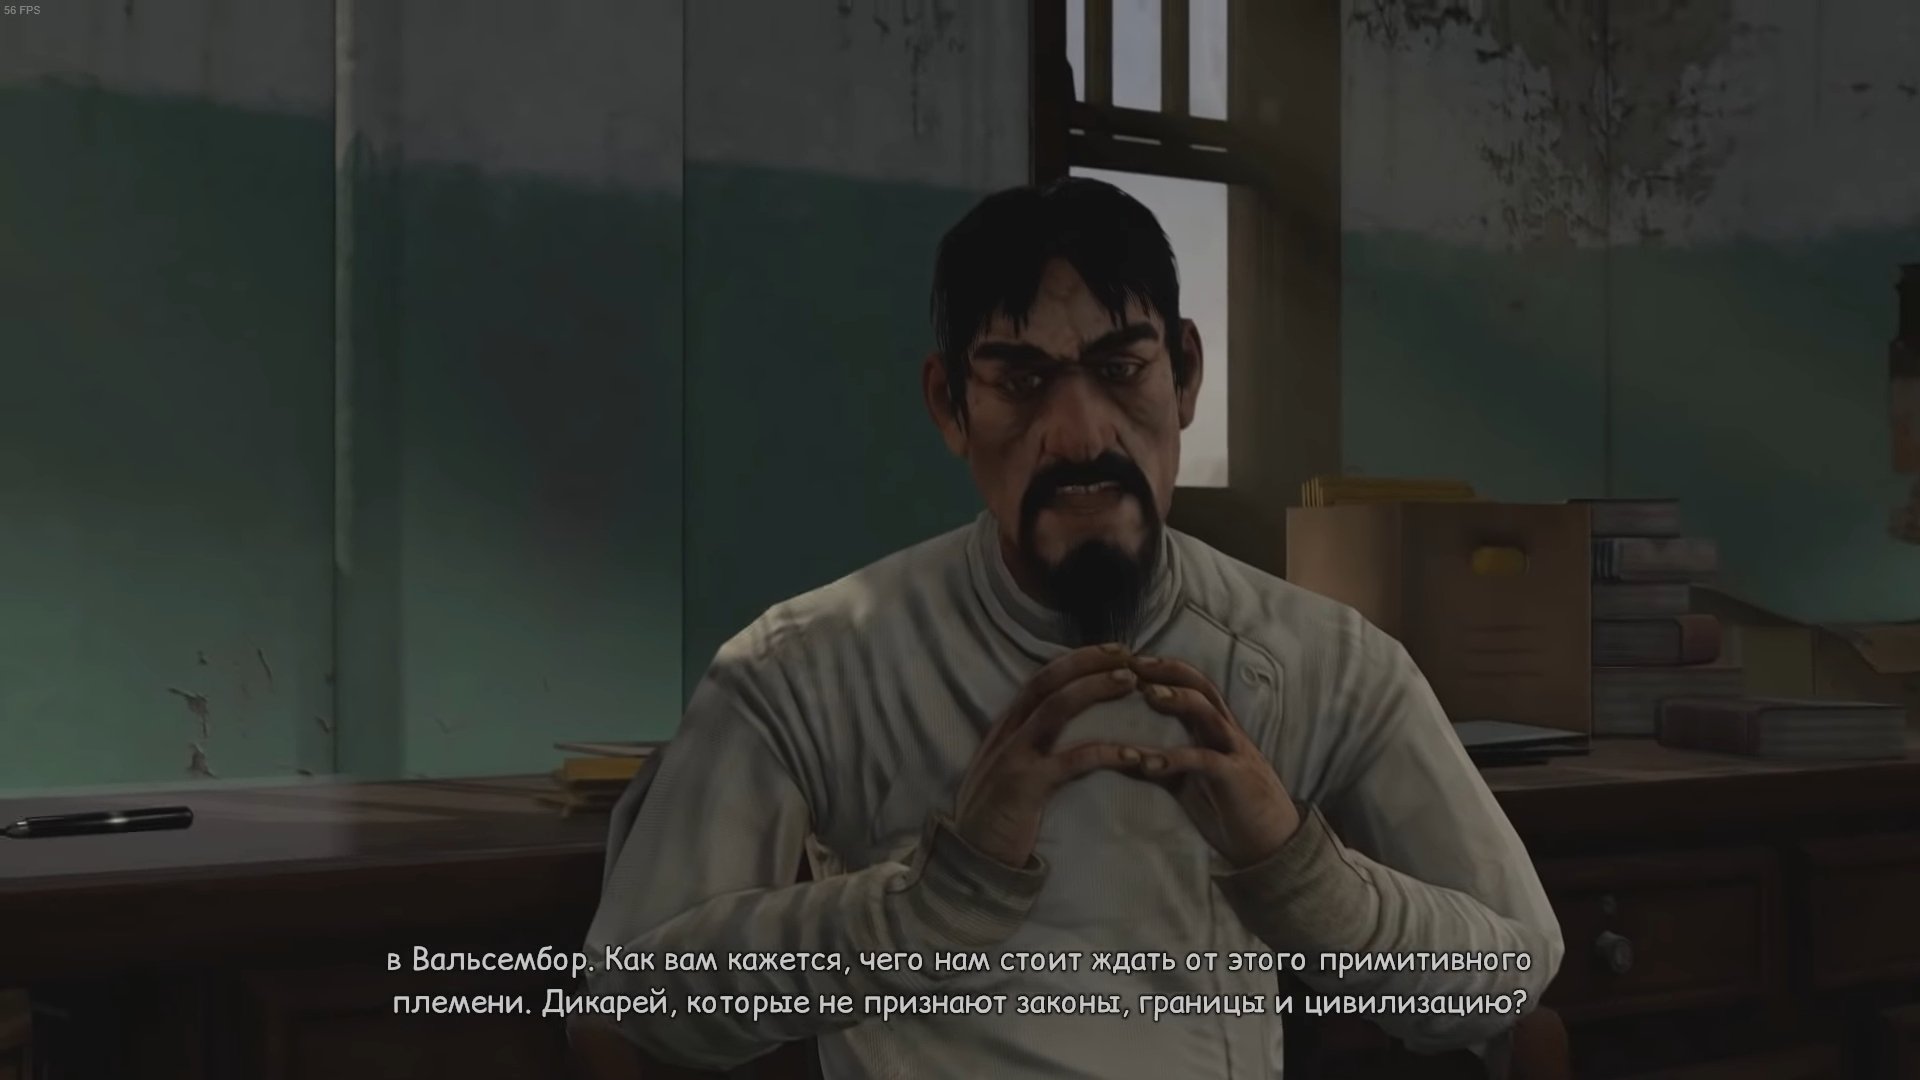 56 FPS
в Вальсембор. Как вам кажется, чего нам стоит ждать от этого примитивного
племени. Дикарей, которые не признают законы, границы и цивилизацию?